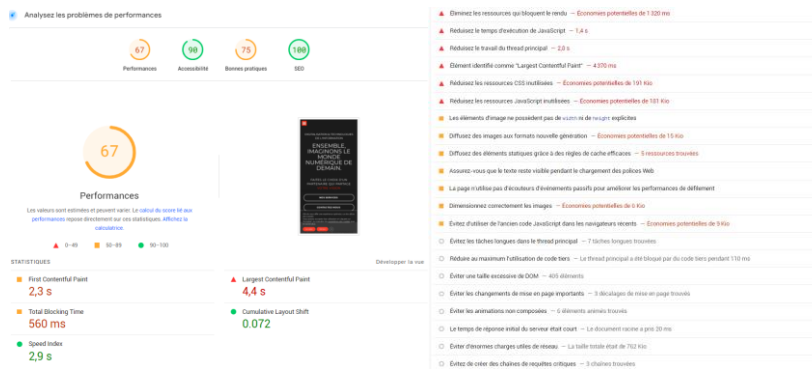 Analysez les problèmes de performances
67
90
75
100
Performances
Accessibilité
Bonnes pratiques
SEO
67
Performances
Les valeurs sont estimées et peuvent varier. Le calcul du score lié aux
performances repose directement sur ces statistiques. Affichez la
calculatrice.
0–49
50–89
90–100
ENSEMBLE,
IMAGINONS LE
MONDE
NUMÉRIQUE DE
DEMAIN.
STATISTIQUES
Développer la vue
First Contentful Paint
2,3 s
Largest Contentful Paint
4,4 s
Total Blocking Time
560 ms
Cumulative Layout Shift
0.072
Speed Index
2,9 s
Éliminez les ressources qui bloquent le rendu — Économies potentielles de 1 320 ms
Réduisez le temps d'exécution de JavaScript — 1,4 s
Réduisez le travail du thread principal — 2,8 s
Élément identifié comme "Largest Contentful Paint" — 4 370 ms
Réduisez les ressources CSS inutilisées — Économies potentielles de 191 Kio
Réduisez les ressources JavaScript inutilisées — Économies potentielles de 101 Kio
Les éléments d'image ne possèdent pas de width ni de height explicites
Diffusez des images aux formats nouvelle génération — Économies potentielles de 15 Kio
Diffusez des éléments statiques grâce à des règles de cache efficaces — 5 ressources trouvées
Assurez-vous que le texte reste visible pendant le chargement des polices Web
La page n'utilise pas d'écouteurs d'événements passifs pour améliorer les performances de défilement
Dimensionnez correctement les images — Économies potentielles de 6 Kio
Évitez d'utiliser de l'ancien code JavaScript dans les navigateurs récents — Économies potentielles de 9 Kio
Évitez les tâches longues dans le thread principal — 7 tâches longues trouvées
Réduire au maximum l'utilisation de code tiers — Le thread principal a été bloqué par du code tiers pendant 110 ms
Éviter une taille excessive de DOM — 409 éléments
Éviter les changements de mise en page importants — 3 décalages de mise en page trouvés
Éviter les animations non composées — 6 éléments animés trouvés
Le temps de réponse initial du serveur était court — Le document racine a pris 20 ms
Éviter d'énormes charges utiles de réseau — La taille totale était de 752 Kio
Évitez de créer des chaînes de requêtes critiques — 3 chaînes trouvées